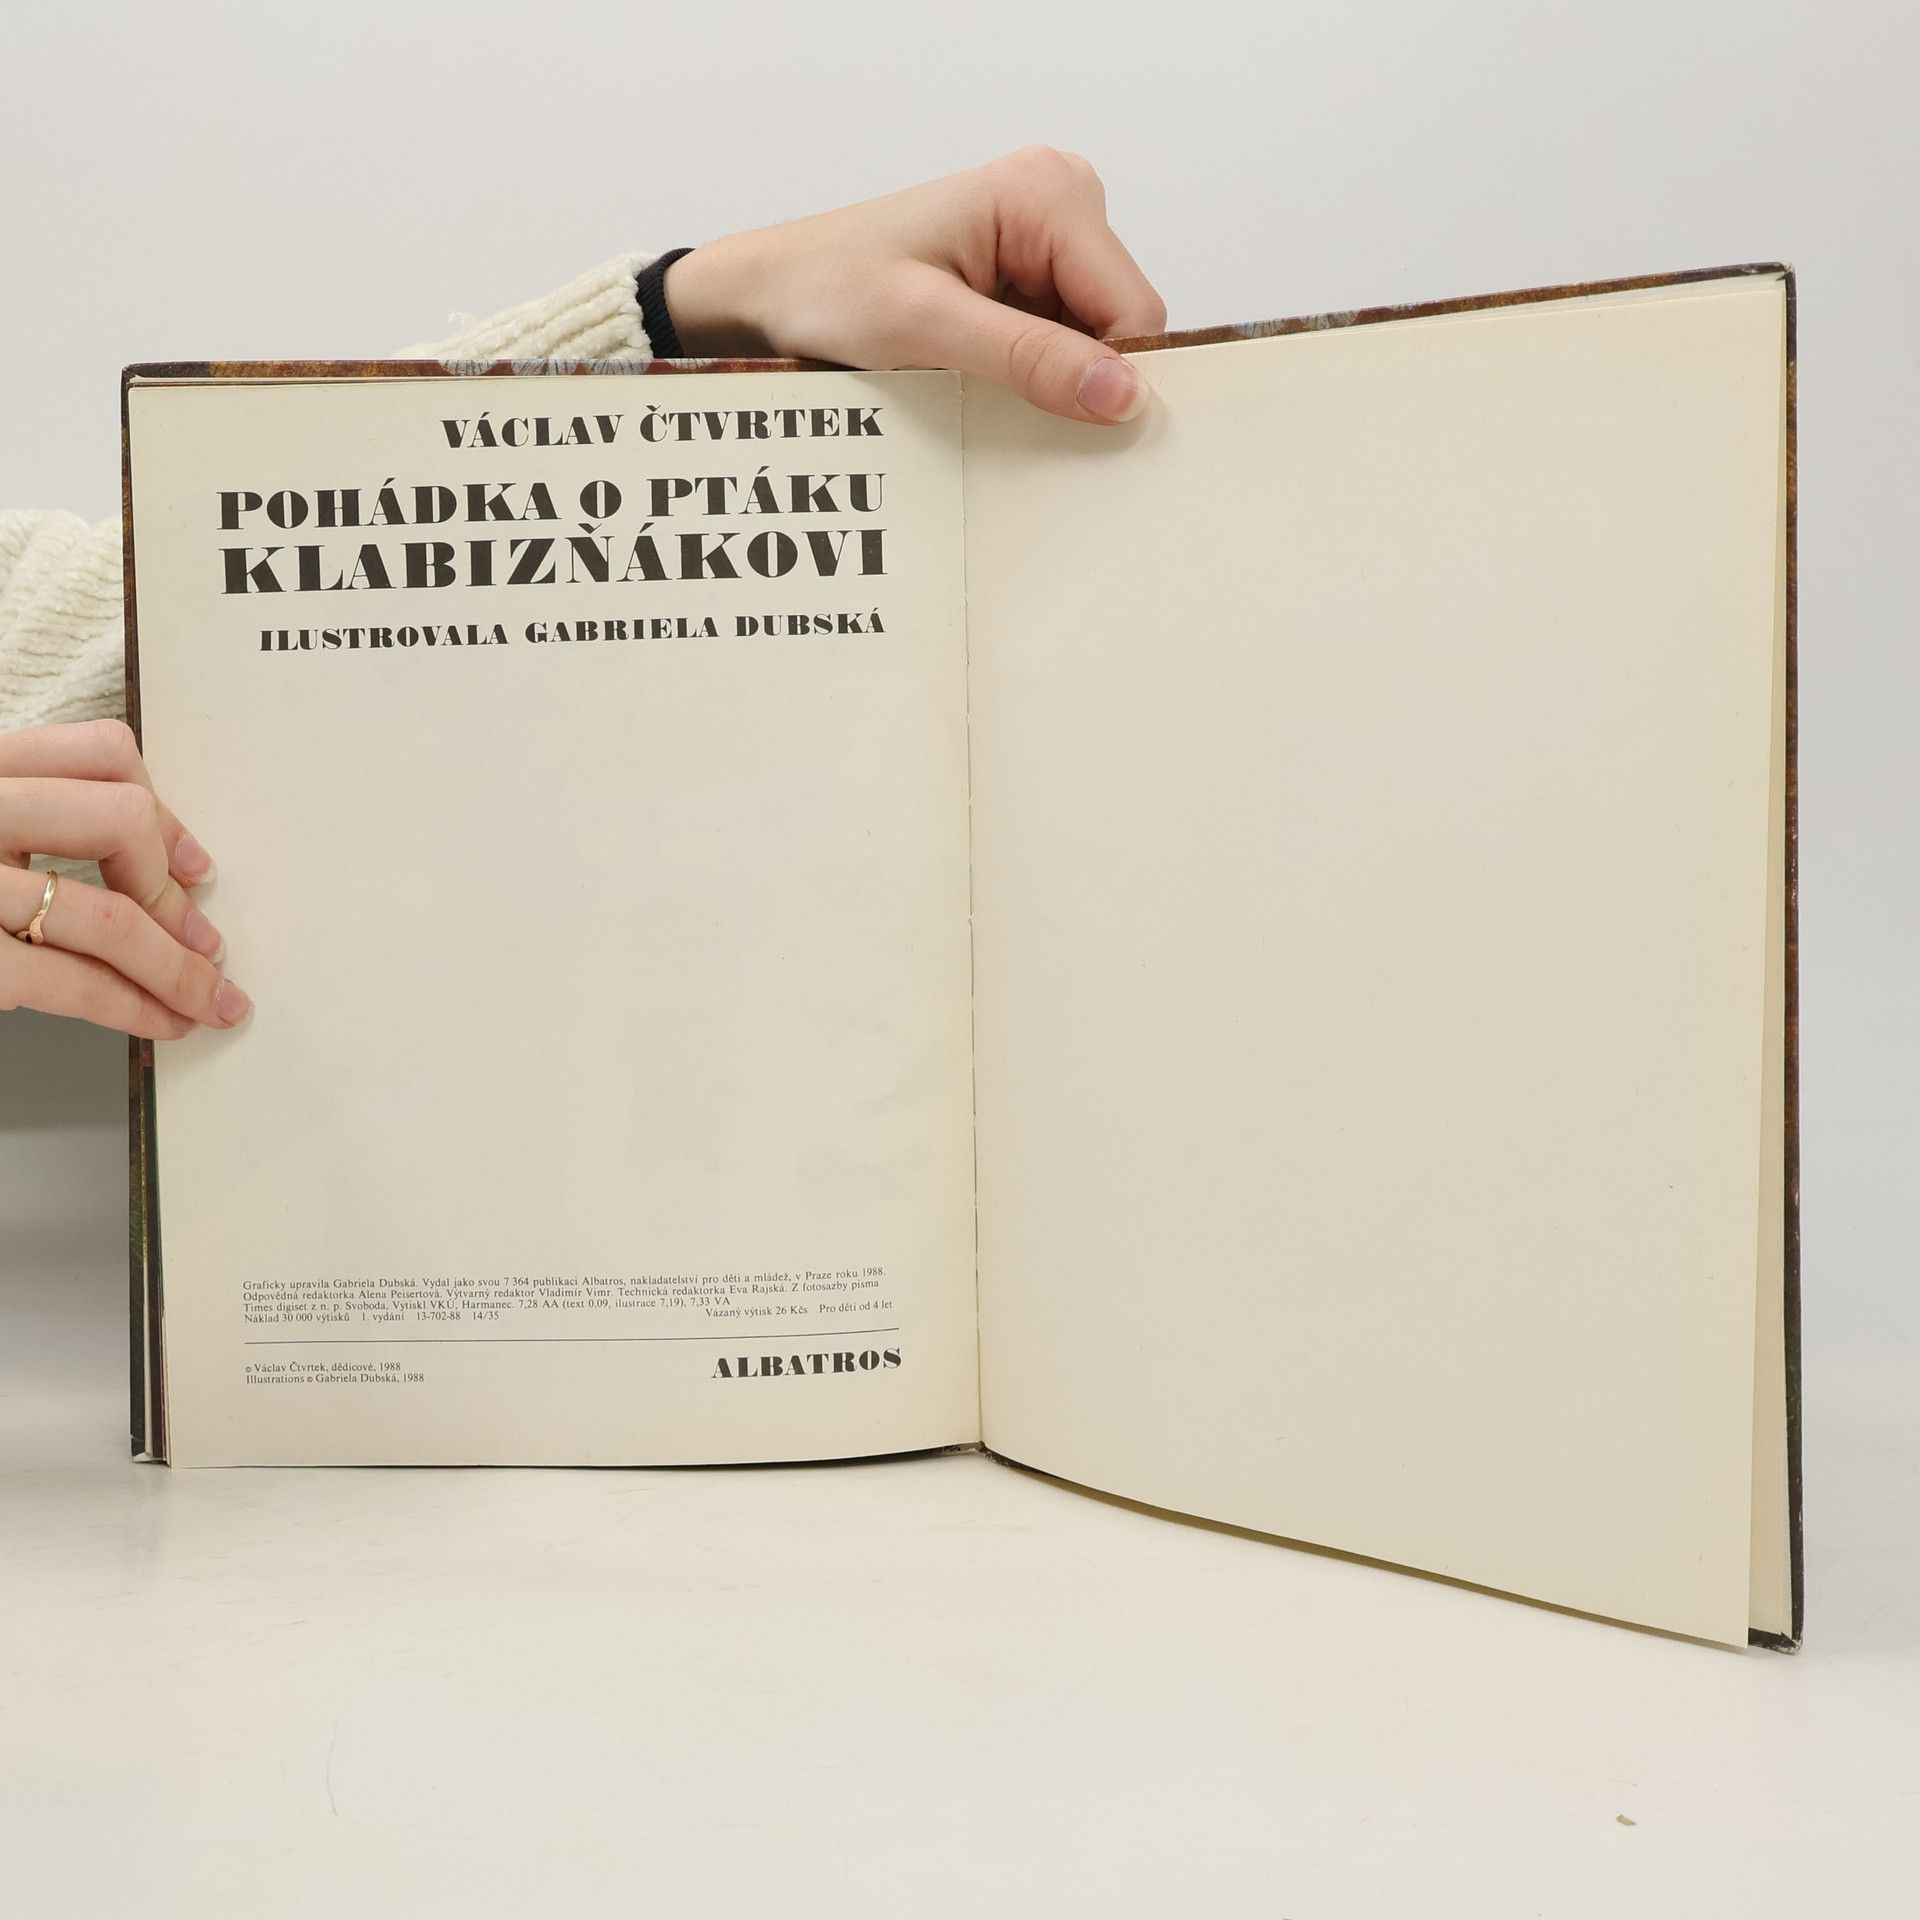 VÁCLAV ČTVRTEK
POHÁDKA O PTÁKU
KLABIZŇÁKOVI
ILUSTROVALA GABRIELA DUBSKÁ
Graficky upravila Gabriela Dubská. Vydal jako svou 7 364 publikaci Albatros, nakladatelství pro děti a mládež, v Praze roku 1988.
Odpovědná redaktorka Alena Peisertová. Výtvarný redaktor Vladimír Vimr. Technická redaktorka Eva Rajská. Z fotosazby písma
Times digiset z n. p. Svoboda, Vytiskl VKÚ, Harmanec. 7,28 AA (text 0,09, ilustrace 7,19), 7,33 VA
Náklad 30 000 výtisků 1. vydání 13-702-88 14/35 Vázaný výtisk 26 Kčs Pro děti od 4 let
© Václav Čtvrtek, dědicové, 1988
Illustrations © Gabriela Dubská, 1988
ALBATROS